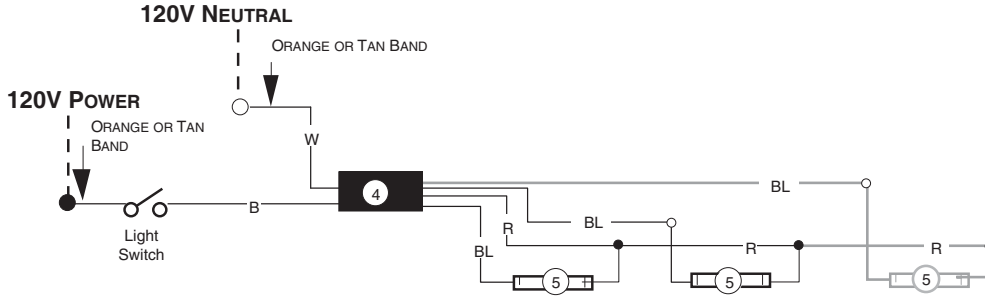 120V NEUTRAL
ORANGE OR TAN BAND
120V POWER
ORANGE OR TAN
BAND
W
4
BL
B
BL
R
Light
Switch
BL
R
R
5
5
5